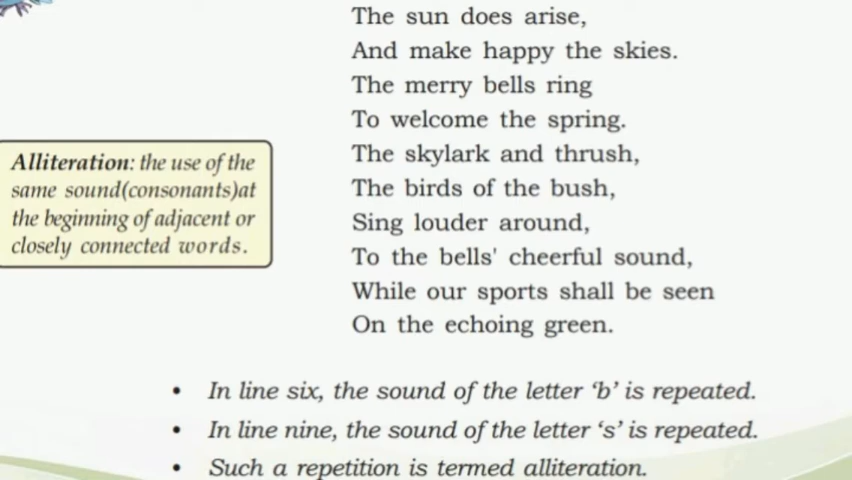 The sun does arise,
And make happy the skies.
The merry bells ring
To welcome the spring.
The skylark and thrush,
The birds of the bush,
Sing louder around,
To the bells' cheerful sound,
While our sports shall be seen
On the echoing green.
Alliteration: the use of the
same sound(consonants)at
the beginning of adjacent or
closely connected words.
• In line six, the sound of the letter ‘b’ is repeated.
• In line nine, the sound of the letter ‘s’ is repeated.
• Such a repetition is termed alliteration.